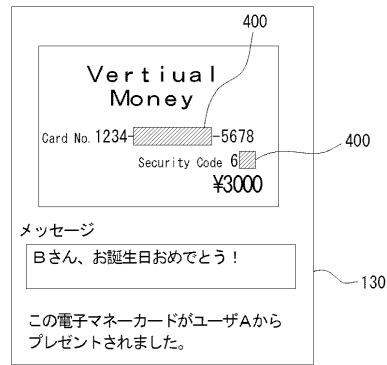 400
Vertiual
Money
Card No. 1234-
-5678
400
Security Code 6
¥3000
メッセージ
Bさん、お誕生日おめでとう！
130
この電子マネーカードがユーザAから
プレゼントされました。